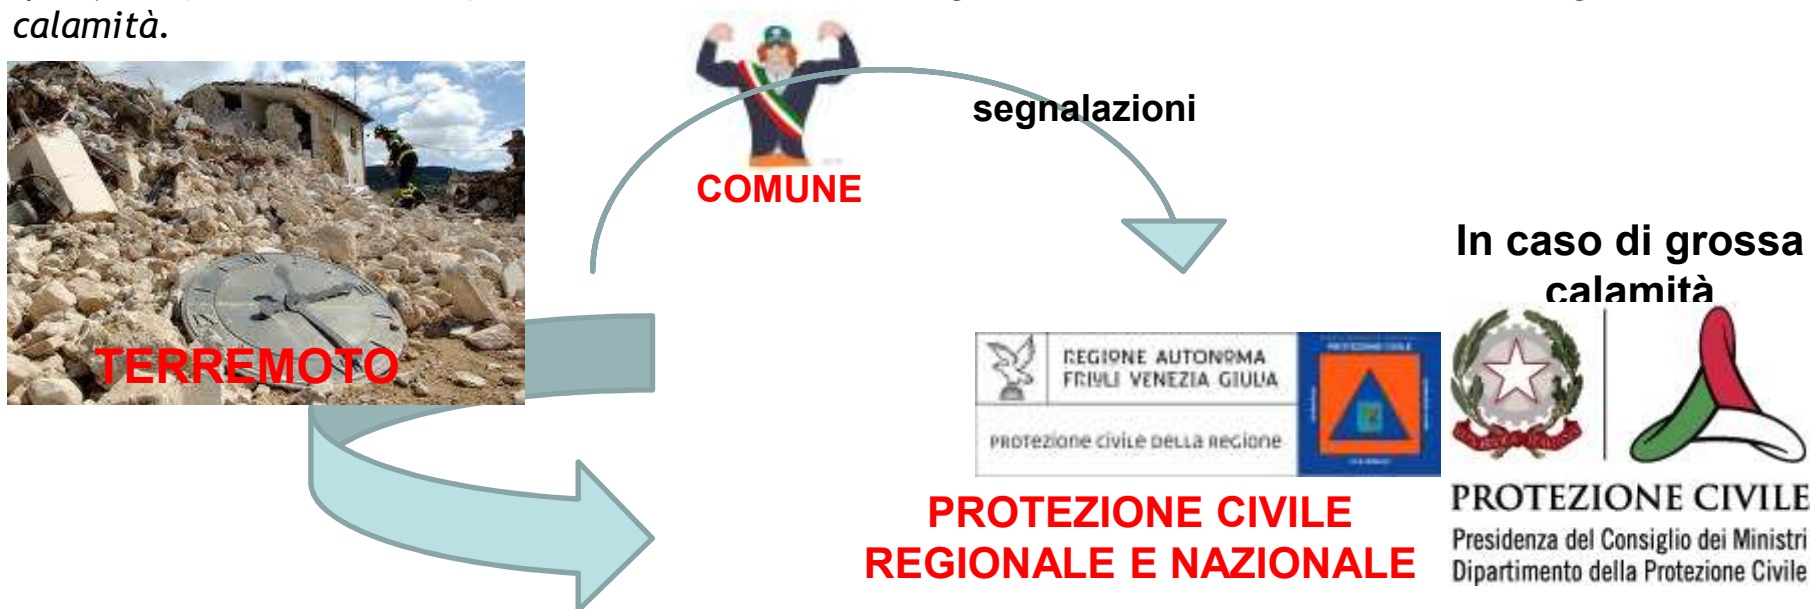 calamità.
segnalazioni
COMUNE
In caso di grossa
calamità
TERREMOTO
REGIONE AUTONOMA
FRIULI VENEZIA GIULIA
PROTEZIONE CIVILE DELLA REGIONE
PROTEZIONE CIVILE
REGIONALE E NAZIONALE
PROTEZIONE CIVILE
Presidenza del Consiglio dei Ministri
Dipartimento della Protezione Civile